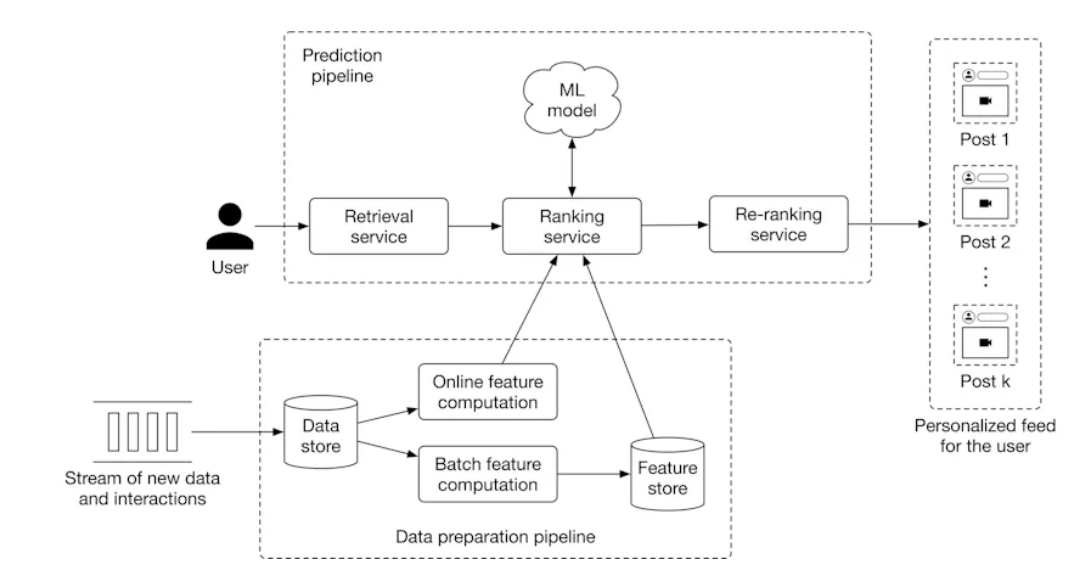 Prediction
pipeline
ML
model
Retrieval
service
Ranking
service
Re-ranking
service
User
Post 1
Post 2
Post k
Personalized feed
for the user
Online feature
computation
Data
store
Batch feature
computation
Feature
store
Stream of new data
and interactions
Data preparation pipeline